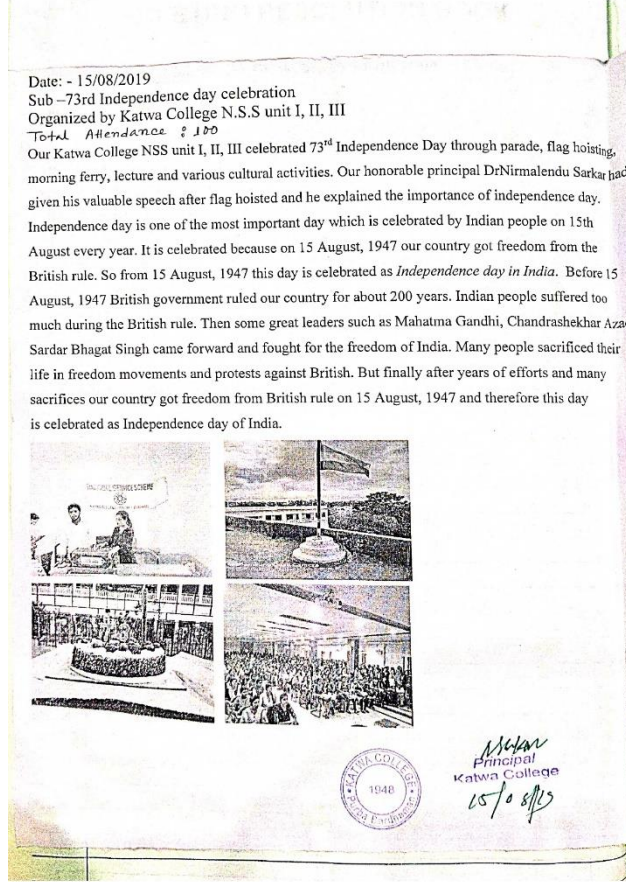 Date: - 15/08/2019
Sub –73rd Independence day celebration
Organized by Katwa College N.S.S unit I, II, III
Total Attendance : 100
Our Katwa College NSS unit I, II, III celebrated 73rd Independence Day through parade, flag hoisting,
morning ferry, lecture and various cultural activities. Our honorable principal DrNirmalendu Sarkar had
given his valuable speech after flag hoisted and he explained the importance of independence day.
Independence day is one of the most important day which is celebrated by Indian people on 15th
August every year. It is celebrated because on 15 August, 1947 our country got freedom from the
British rule. So from 15 August, 1947 this day is celebrated as Independence day in India. Before 15
August, 1947 British government ruled our country for about 200 years. Indian people suffered too
much during the British rule. Then some great leaders such as Mahatma Gandhi, Chandrashekhar Aza
Sardar Bhagat Singh came forward and fought for the freedom of India. Many people sacrificed their
life in freedom movements and protests against British. But finally after years of efforts and many
sacrifices our country got freedom from British rule on 15 August, 1947 and therefore this day
is celebrated as Independence day of India.
NATIONAL SERVICE SCHEME
KATWA COLLEGE
1948
Purba Bardhaman
NSarkar
Principal
Katwa College
15/08/19